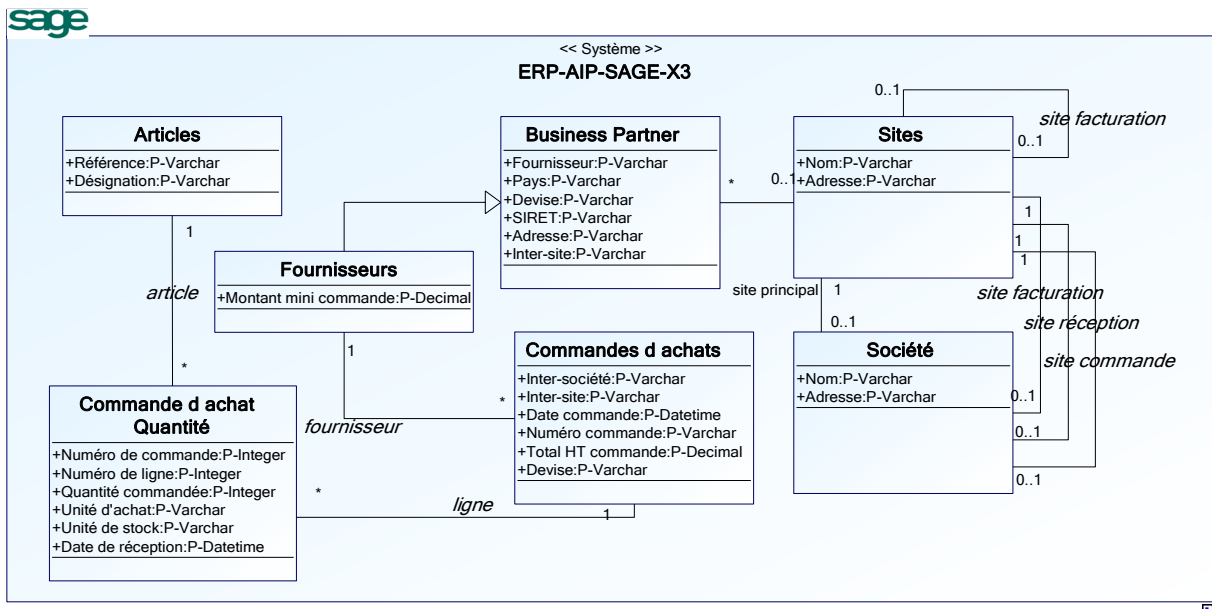 sage
<< Système >>
ERP-AIP-SAGE-X3
Articles
+Référence:P-Varchar
+Désignation:P-Varchar
1
article
*
Business Partner
+Fournisseur:P-Varchar
+Pays:P-Varchar
+Devise:P-Varchar
+SIRET:P-Varchar
+Adresse:P-Varchar
+Inter-site:P-Varchar
*
0..1
Sites
+Nom:P-Varchar
+Adresse:P-Varchar
0..1
site facturation
0..1
1
1
1
Fournisseurs
+Montant mini commande:P-Decimal
1
fournisseur
*
site principal
1
0..1
site facturation
site réception
site commande
Commande d achat
Quantité
+Numéro de commande:P-Integer
+Numéro de ligne:P-Integer
+Quantité commandée:P-Integer
+Unité d'achat:P-Varchar
+Unité de stock:P-Varchar
+Date de réception:P-Datetime
*
ligne
1
Commandes d achats
+Inter-société:P-Varchar
+Inter-site:P-Varchar
+Date commande:P-Datetime
+Numéro commande:P-Varchar
+Total HT commande:P-Decimal
+Devise:P-Varchar
Société
+Nom:P-Varchar
+Adresse:P-Varchar
0..1
0..1
0..1